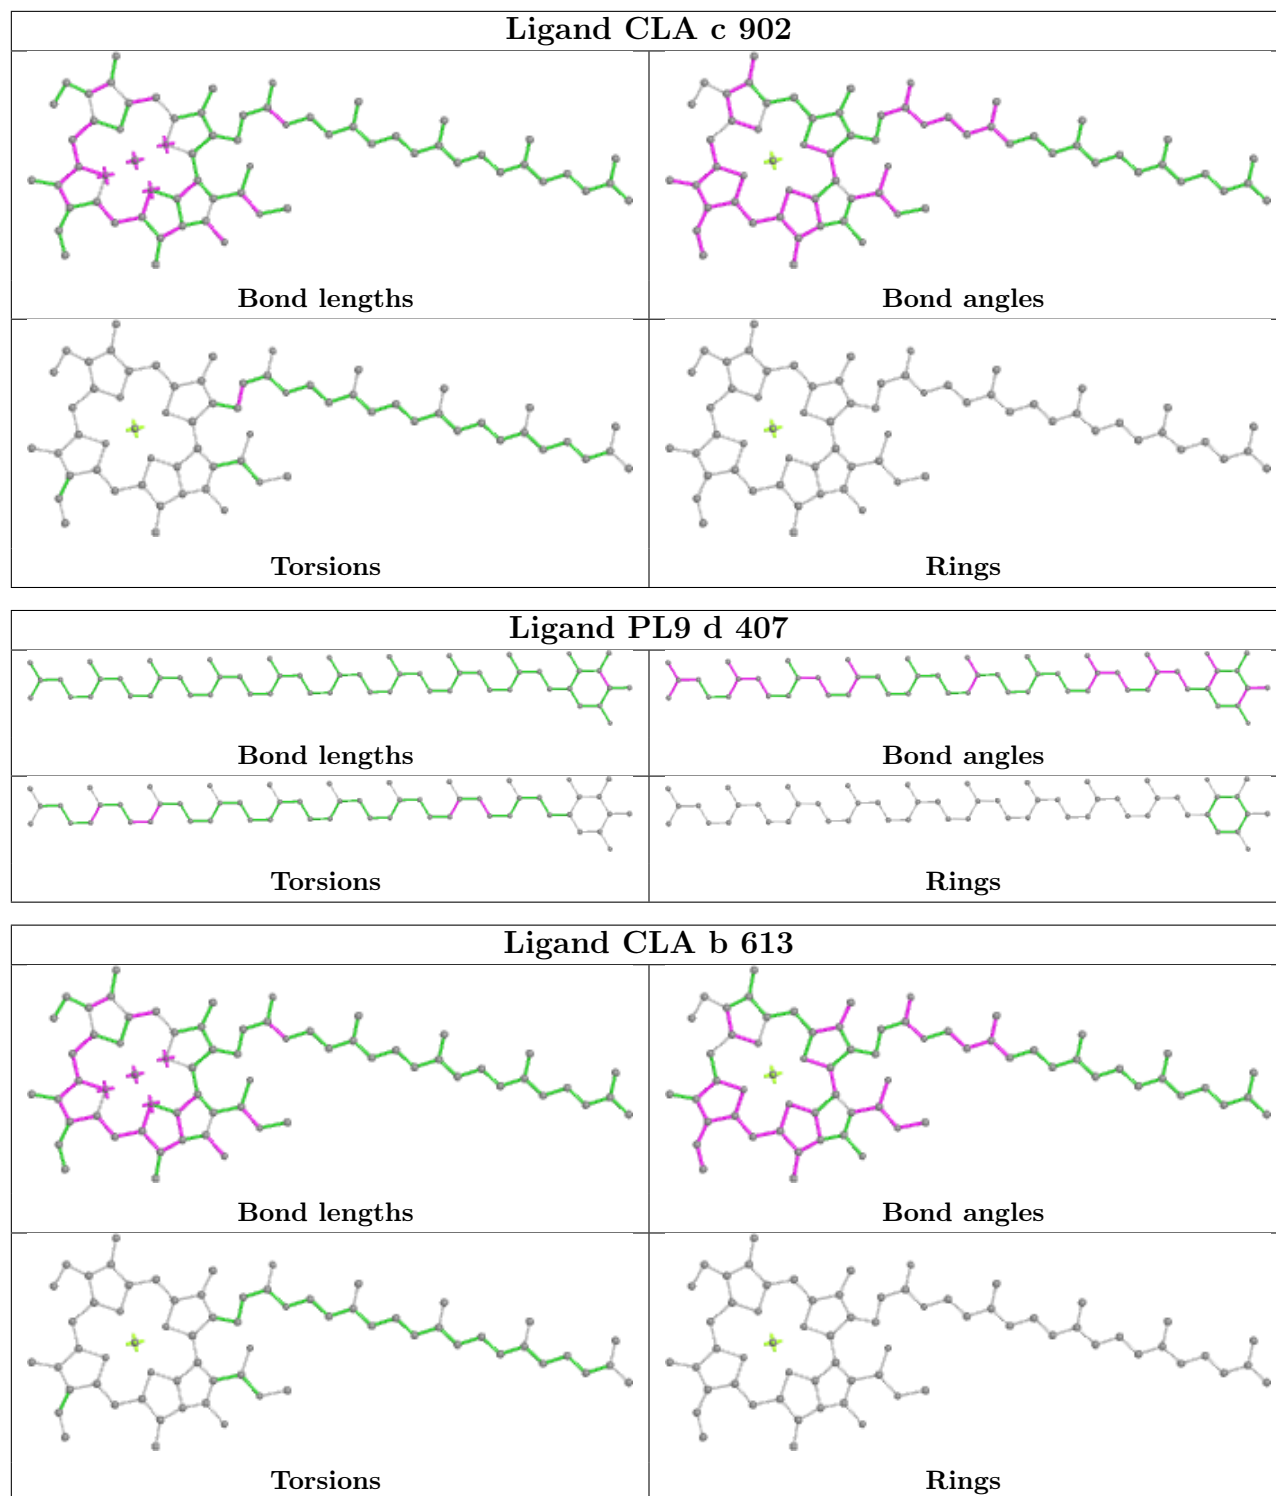 Ligand CLA c 902
Bond lengths
Bond angles
Torsions
Rings
Ligand PL9 d 407
Bond lengths
Bond angles
Torsions
Rings
Ligand CLA b 613
Bond lengths
Bond angles
Torsions
Rings